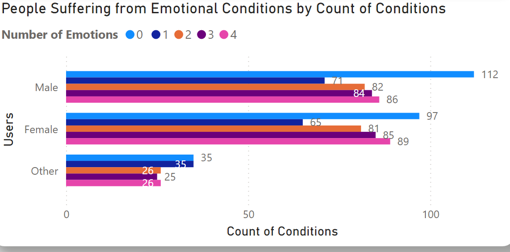 People Suffering from Emotional Conditions by Count of Conditions
Number of Emotions 0 1 2 3 4
112
71
Male 82
84
86
97
65
Female 81
85
89
35
35
Other 26
25
26
0 50 100
Users
Count of Conditions